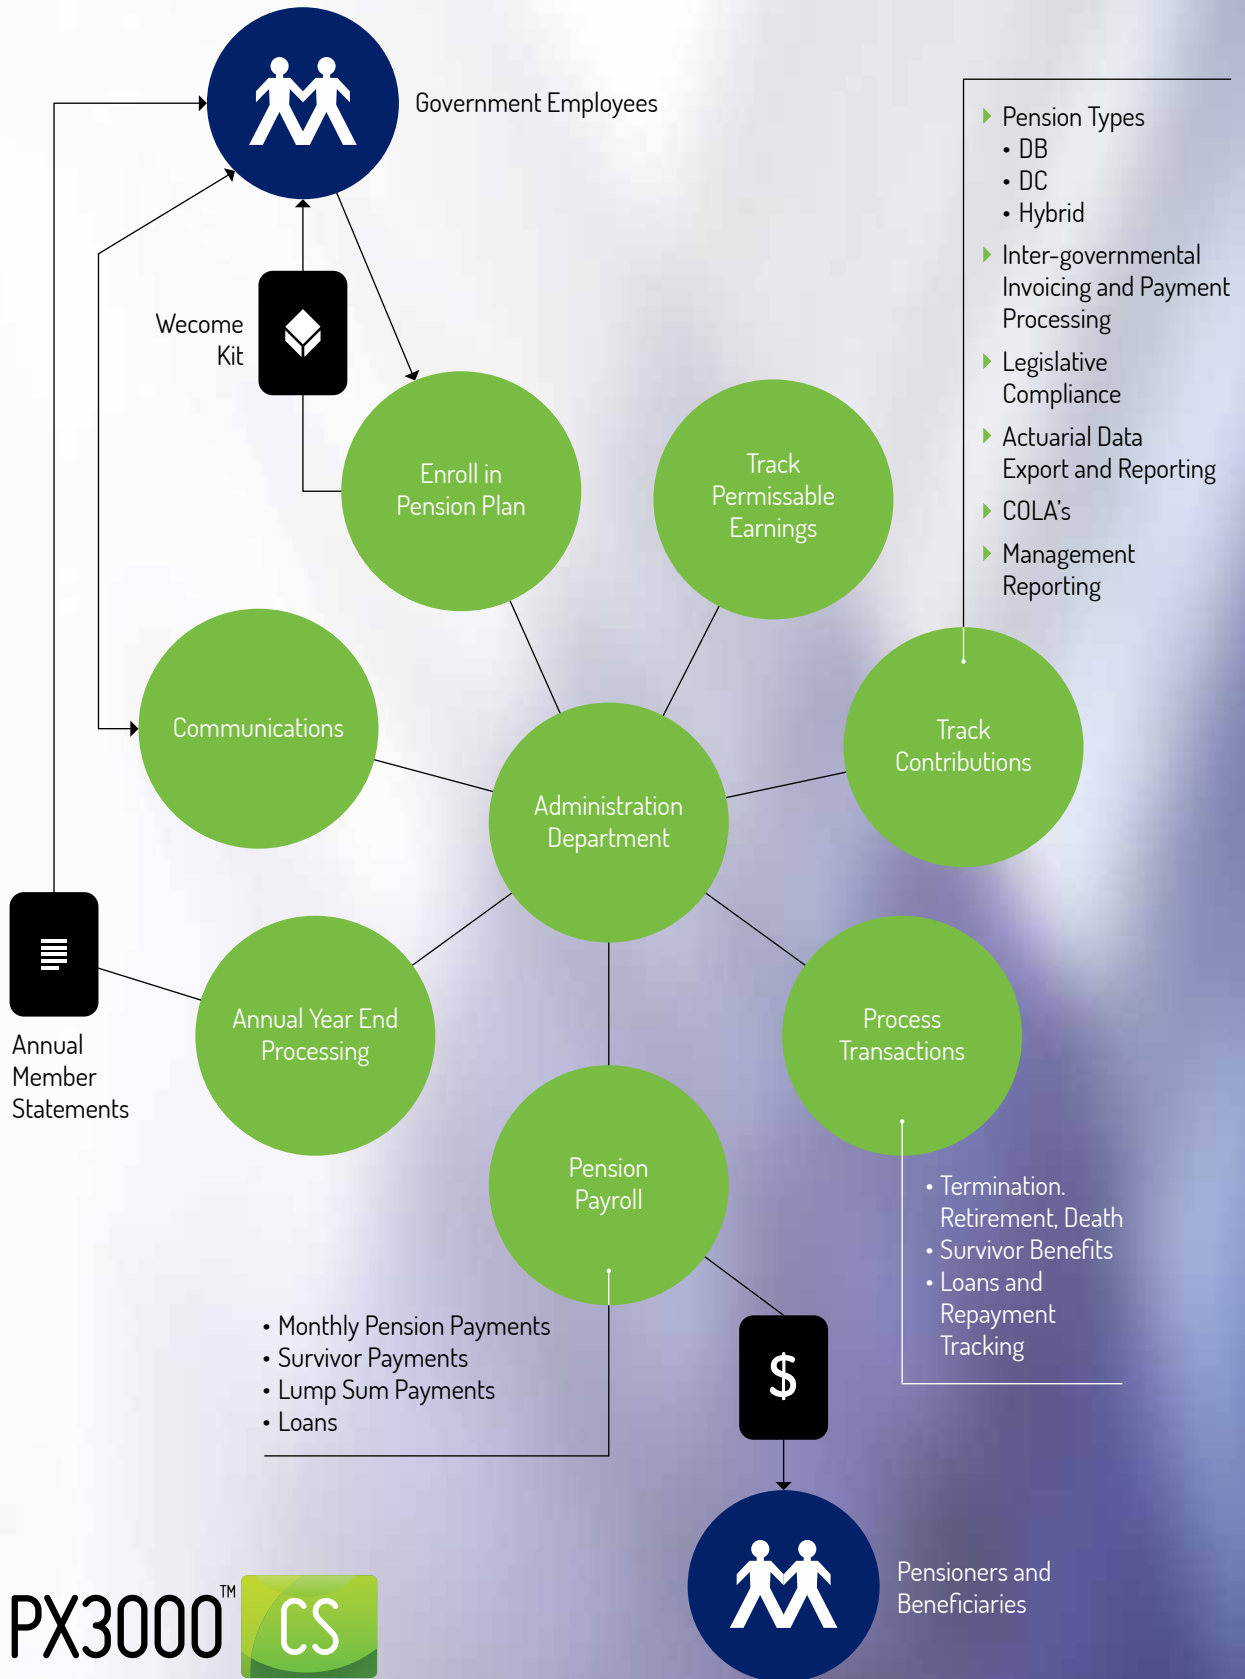 Government Employees
Pension Types
• DB
• DC
• Hybrid
Inter-governmental
Invoicing and Payment
Processing
Legislative
Compliance
Actuarial Data
Export and Reporting
COLA's
Management
Reporting
Wecome
Kit
Enroll in
Pension Plan
Track
Permissable
Earnings
Communications
Track
Contributions
Administration
Department
Annual
Member
Statements
Annual Year End
Processing
Process
Transactions
Pension
Payroll
• Termination.
Retirement, Death
• Survivor Benefits
• Loans and
Repayment
Tracking
• Monthly Pension Payments
• Survivor Payments
• Lump Sum Payments
• Loans
$
Pensioners and
Beneficiaries
PX3000™ CS